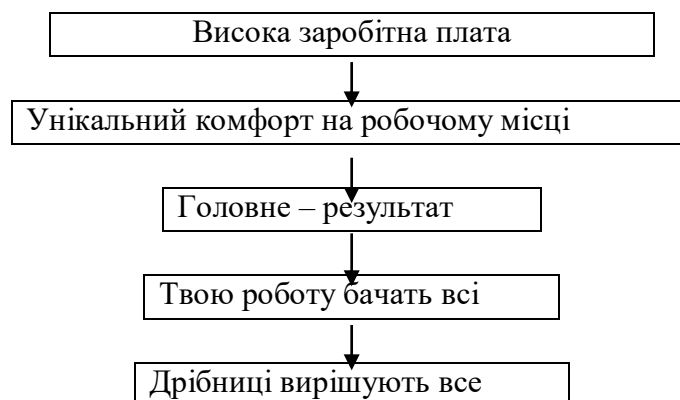 Висока заробітна плата
Унікальний комфорт на робочому місці
Головне – результат
Твою роботу бачать всі
Дрібниці вирішують все